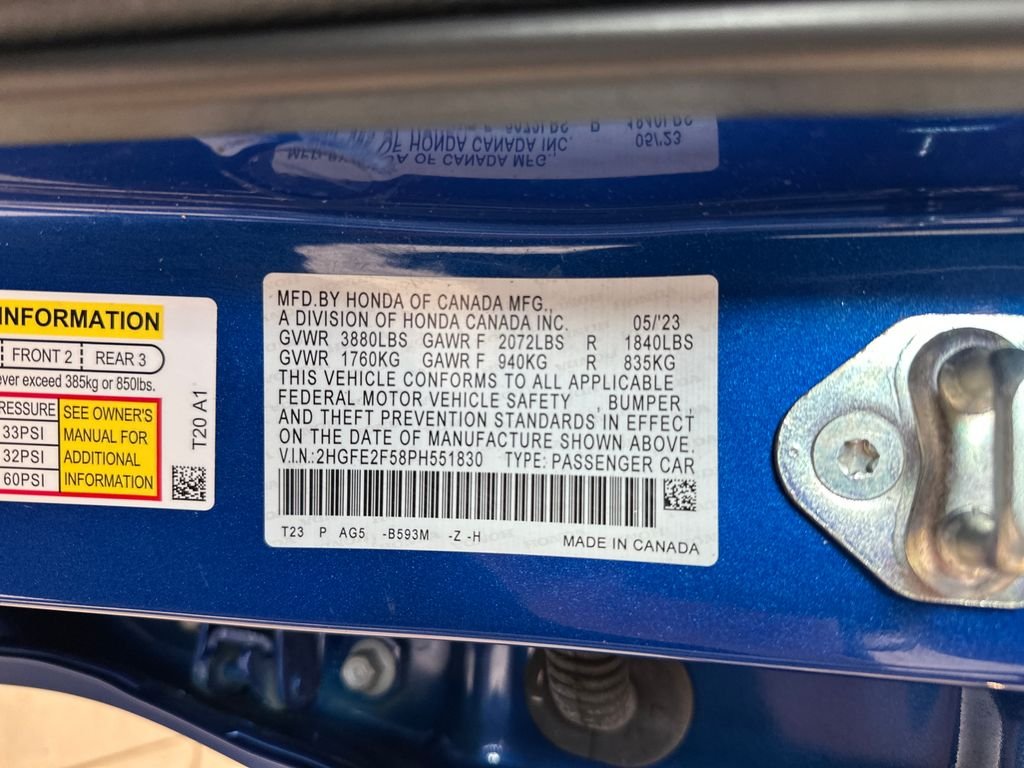 INFORMATION
FRONT 2 REAR 3
ever exceed 385kg or 850lbs.
RESSURE
33PSI
32PSI
60PSI
SEE OWNER'S
MANUAL FOR
ADDITIONAL
INFORMATION
T20 A1
MFD.BY HONDA OF CANADA MFG.,
A DIVISION OF HONDA CANADA INC. 05/'23
GVWR 3880LBS GAWR F 2072LBS R 1840LBS
GVWR 1760KG GAWR F 940KG R 835KG
THIS VEHICLE CONFORMS TO ALL APPLICABLE
FEDERAL MOTOR VEHICLE SAFETY , BUMPER,
AND THEFT PREVENTION STANDARDS IN EFFECT
ON THE DATE OF MANUFACTURE SHOWN ABOVE.
V.I.N.:2HGFE2F58PH551830 TYPE: PASSENGER CAR
T23 P AG5 -B593M -Z -H MADE IN CANADA